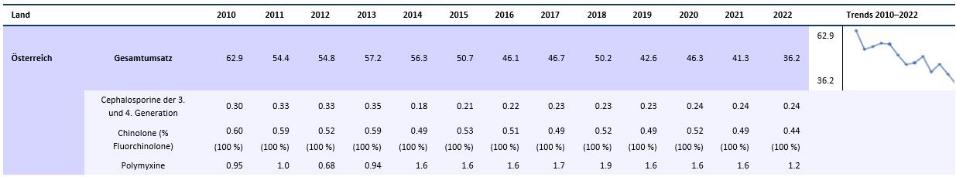 Land 2010 2011 2012 2013 2014 2015 2016 2017 2018 2019 2020 2021 2022 Trends 2010–2022
62.9
Österreich Gesamtumsatz 62.9 54.4 54.8 57.2 56.3 50.7 46.1 46.7 50.2 42.6 46.3 41.3 36.2
36.2
Cephalosporine der 3.
und 4. Generation
0.30 0.33 0.33 0.35 0.18 0.21 0.22 0.23 0.23 0.23 0.24 0.24 0.24
Chinolone (%
Fluorchinolone)
0.60 0.59 0.52 0.59 0.49 0.53 0.51 0.49 0.52 0.49 0.52 0.49 0.44
(100 %) (100 %) (100 %) (100 %) (100 %) (100 %) (100 %) (100 %) (100 %) (100 %) (100 %) (100 %) (100 %)
Polymyxine 0.95 1.0 0.68 0.94 1.6 1.6 1.6 1.7 1.9 1.6 1.6 1.6 1.2